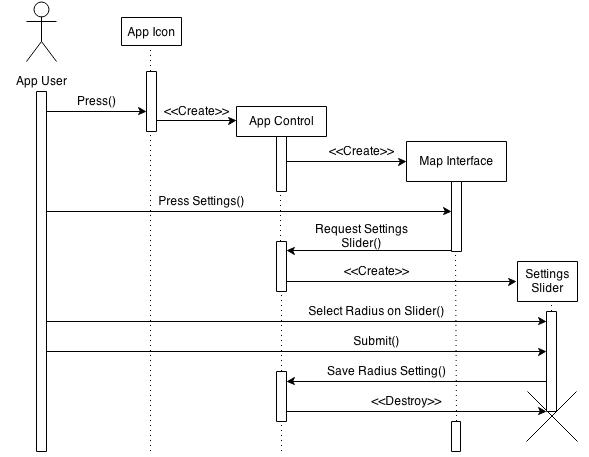 App Icon
App User
Press()
<<Create>>
App Control
<<Create>>
Map Interface
Press Settings()
Request Settings
Slider()
<<Create>>
Settings
Slider
Select Radius on Slider()
Submit()
Save Radius Setting()
<<Destroy>>